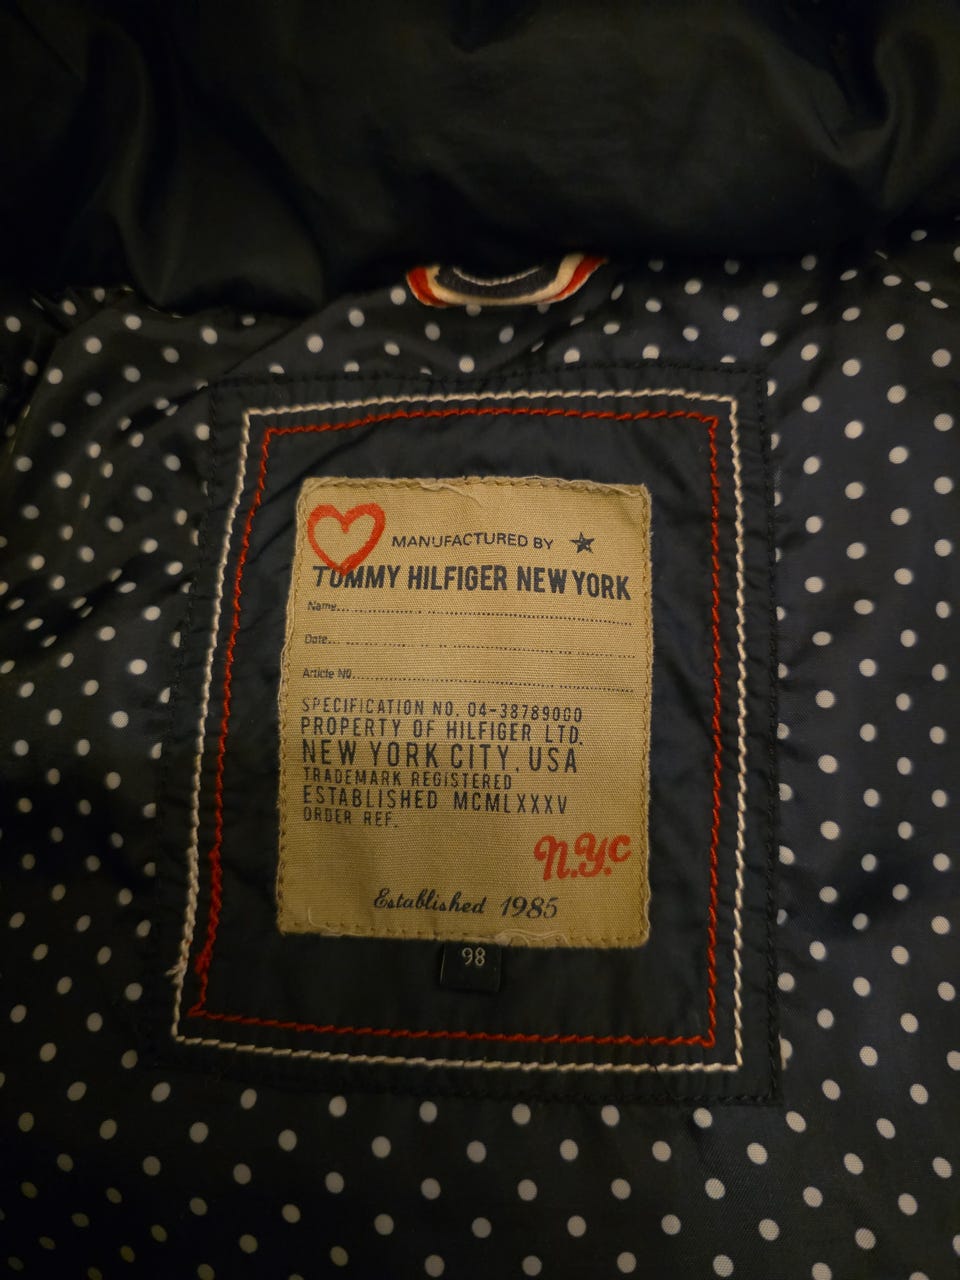 MANUFACTURED BY
TOMMY HILFIGER NEW YORK
Name
Date
Article NO
SPECIFICATION NO. 04-38789000
PROPERTY OF HILFIGER LTD.
NEW YORK CITY, USA
TRADEMARK REGISTERED
ESTABLISHED MCMLXXXV
ORDER REF.
N.Y.C
Established 1985
98